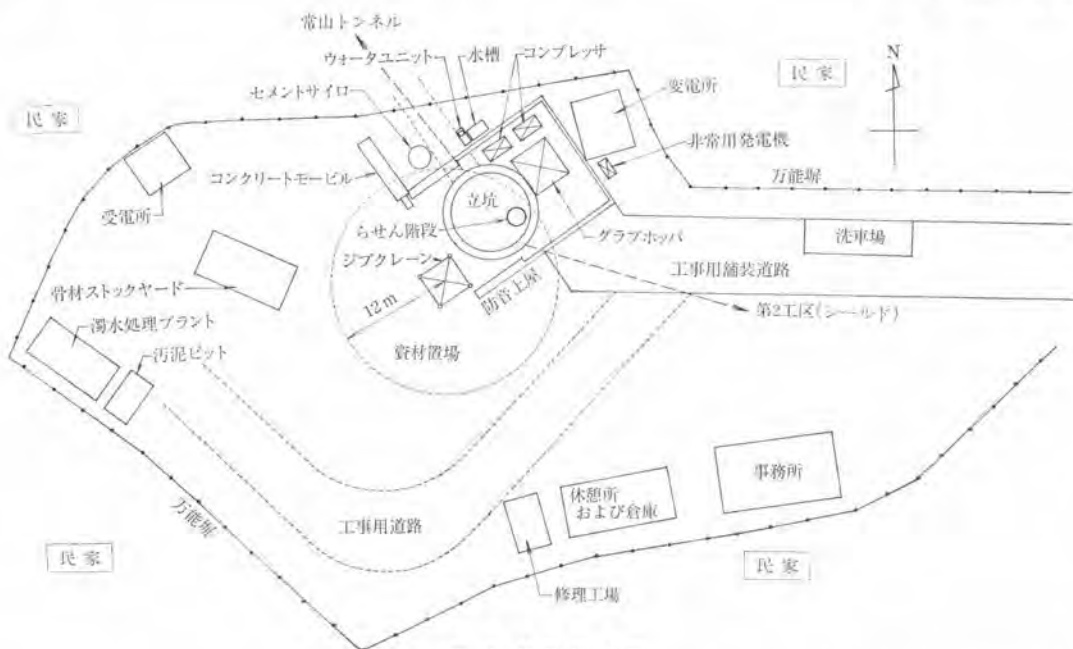 常山トンネル
ウォータユニット
水槽
コンプレッサ
民家
N
変電所
セメントサイロ
民家
非常用発電機
コンクリートモービル
立坑
万能塀
受電所
らせん階段
グラブホッパ
洗車場
ジブクレーン
工事用舗装道路
骨材ストックヤード
12m
防音上屋
第2工区(シールド)
濁水処理プラント
資材置場
汚泥ピット
事務所
休憩所
および倉庫
万能塀
工事用道路
民家
民家
修理工場